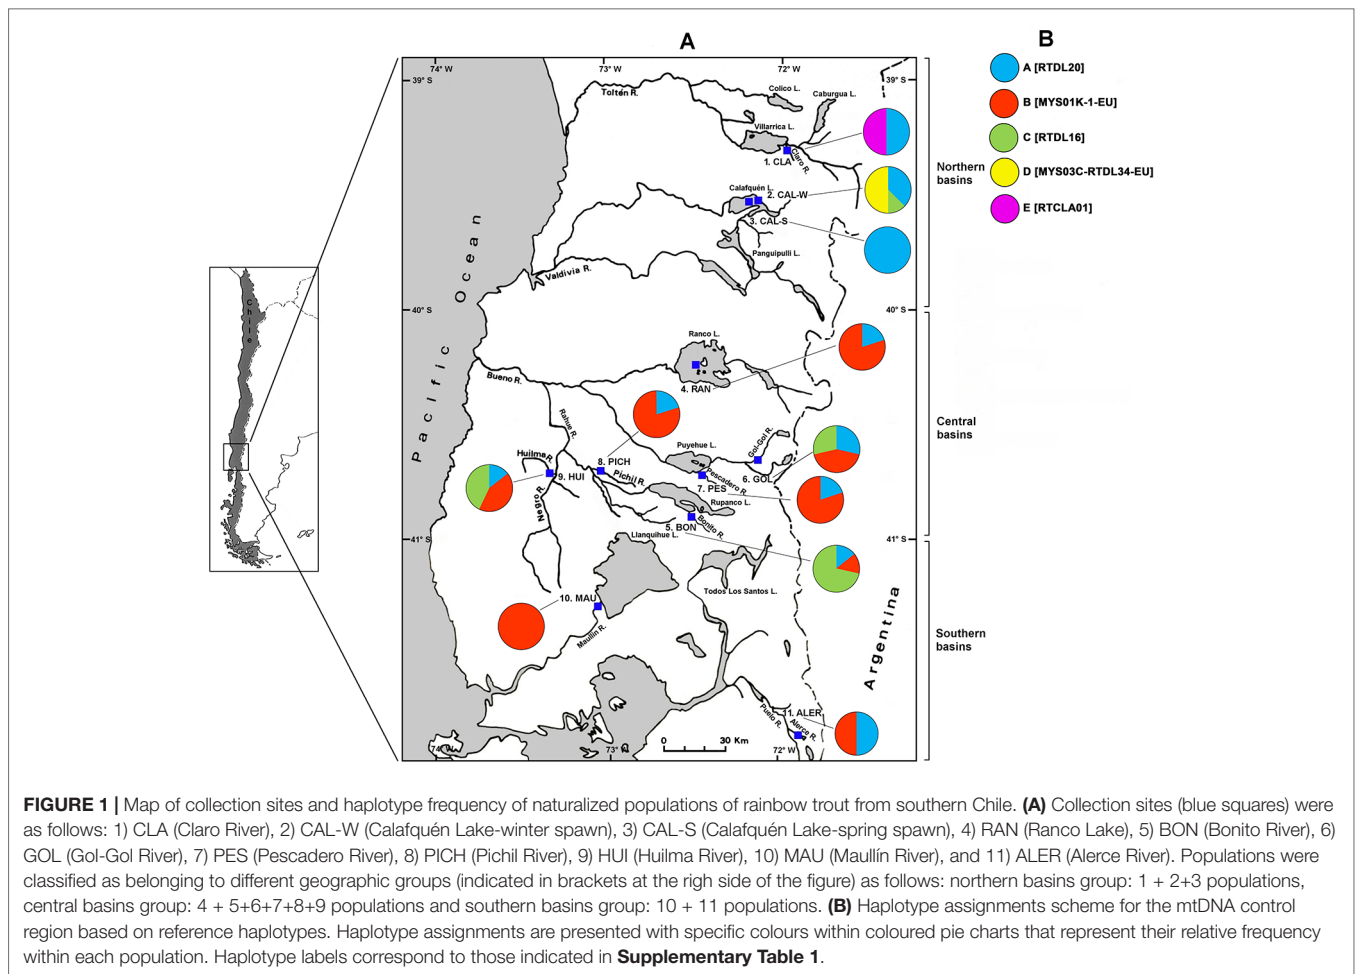 A
B
74° W
73° W
72° W
39° S
39° S
A [RTDL20]
B [MYS01K-1-EU]
C [RTDL16]
D [MYS03C-RTDL34-EU]
E [RTCLA01]
Toltén R.
Colico L.
Caburgua L.
Villarrica L.
1. CLA
Claro R.
Northern
basins
Calafquén L.
2. CAL-W
3. CAL-S
Panguipulli L.
Valdivia R.
Pacific Ocean
Chile
40° S
40° S
Ranco L.
4. RAN
Bueno R.
Rahue R.
Central
basins
Puyehue L.
Gol-Gol R.
Huilma R.
8. PICH
9. HUI
Pichil R.
Pescadero R.
6. GOL
7. PES
Negro R.
Rupanco L.
5. BON
Bonito R.
Llanquihue L.
41° S
41° S
Todos Los Santos L.
10. MAU
Maullin R.
Argentina
Southern
basins
11. ALER
Puelo R.
Alerce R.
0 30 Km
74° W
73° W
72° W
FIGURE 1 | Map of collection sites and haplotype frequency of naturalized populations of rainbow trout from southern Chile. (A) Collection sites (blue squares) were
as follows: 1) CLA (Claro River), 2) CAL-W (Calafquén Lake-winter spawn), 3) CAL-S (Calafquén Lake-spring spawn), 4) RAN (Ranco Lake), 5) BON (Bonito River), 6)
GOL (Gol-Gol River), 7) PES (Pescadero River), 8) PICH (Pichil River), 9) HUI (Huilma River), 10) MAU (Maullín River), and 11) ALER (Alerce River). Populations were
classified as belonging to different geographic groups (indicated in brackets at the righ side of the figure) as follows: northern basins group: 1 + 2+3 populations,
central basins group: 4 + 5+6+7+8+9 populations and southern basins group: 10 + 11 populations. (B) Haplotype assignments scheme for the mtDNA control
region based on reference haplotypes. Haplotype assignments are presented with specific colours within coloured pie charts that represent their relative frequency
within each population. Haplotype labels correspond to those indicated in Supplementary Table 1.